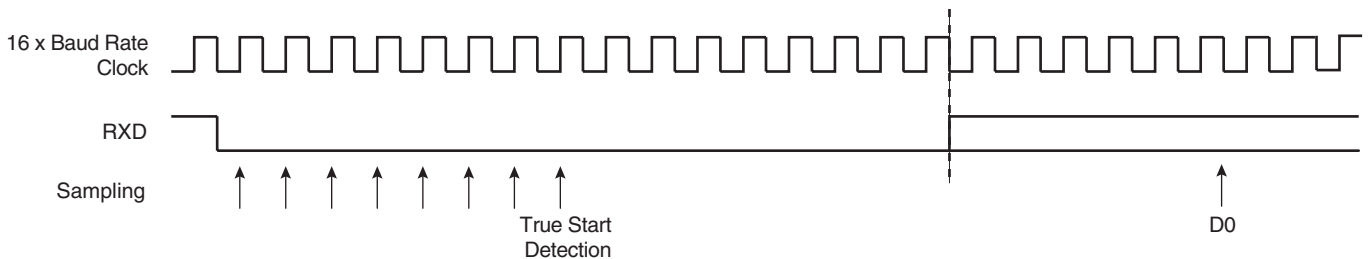 16 x Baud Rate
Clock
RXD
Sampling
True Start
Detection
D0